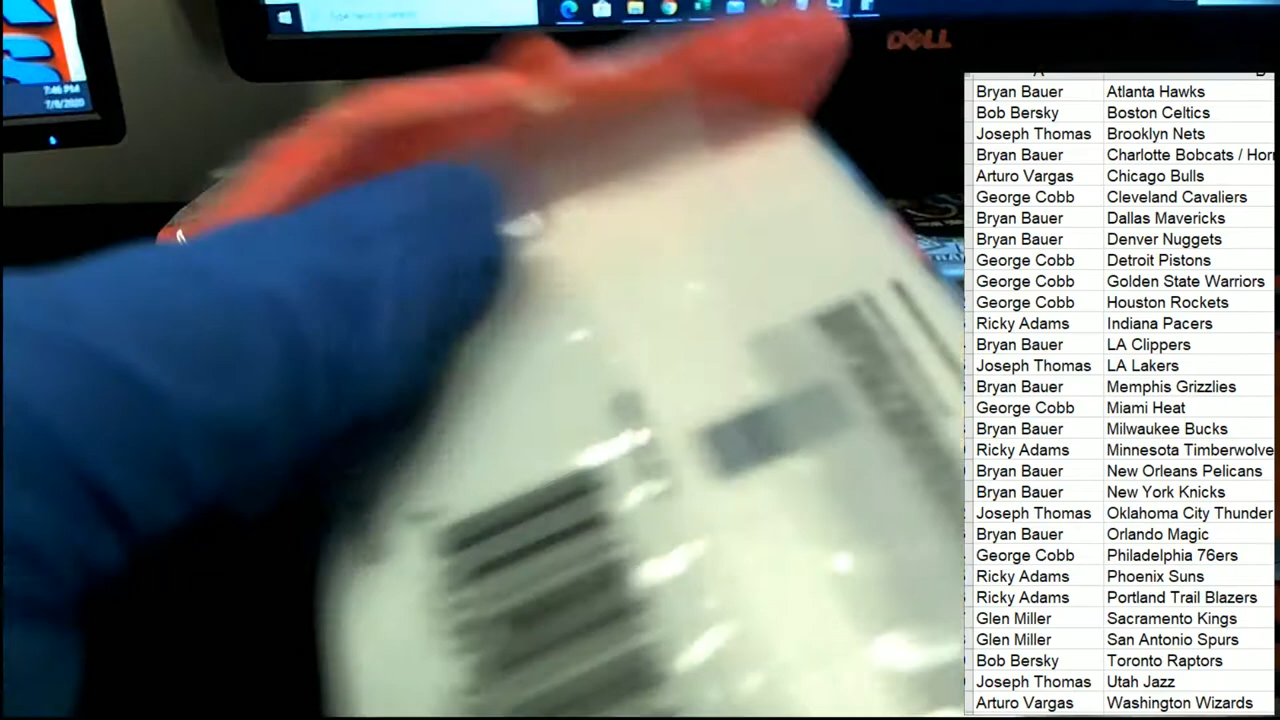 Type here to search
DELL
7:46 PM
7/8/2020
Bryan Bauer Atlanta Hawks
Bob Bersky Boston Celtics
Joseph Thomas Brooklyn Nets
Bryan Bauer Charlotte Bobcats / Horn
Arturo Vargas Chicago Bulls
George Cobb Cleveland Cavaliers
Bryan Bauer Dallas Mavericks
Bryan Bauer Denver Nuggets
George Cobb Detroit Pistons
George Cobb Golden State Warriors
George Cobb Houston Rockets
Ricky Adams Indiana Pacers
Bryan Bauer LA Clippers
Joseph Thomas LA Lakers
Bryan Bauer Memphis Grizzlies
George Cobb Miami Heat
Bryan Bauer Milwaukee Bucks
Ricky Adams Minnesota Timberwolve
Bryan Bauer New Orleans Pelicans
Bryan Bauer New York Knicks
Joseph Thomas Oklahoma City Thunder
Bryan Bauer Orlando Magic
George Cobb Philadelphia 76ers
Ricky Adams Phoenix Suns
Ricky Adams Portland Trail Blazers
Glen Miller Sacramento Kings
Glen Miller San Antonio Spurs
Bob Bersky Toronto Raptors
Joseph Thomas Utah Jazz
Arturo Vargas Washington Wizards